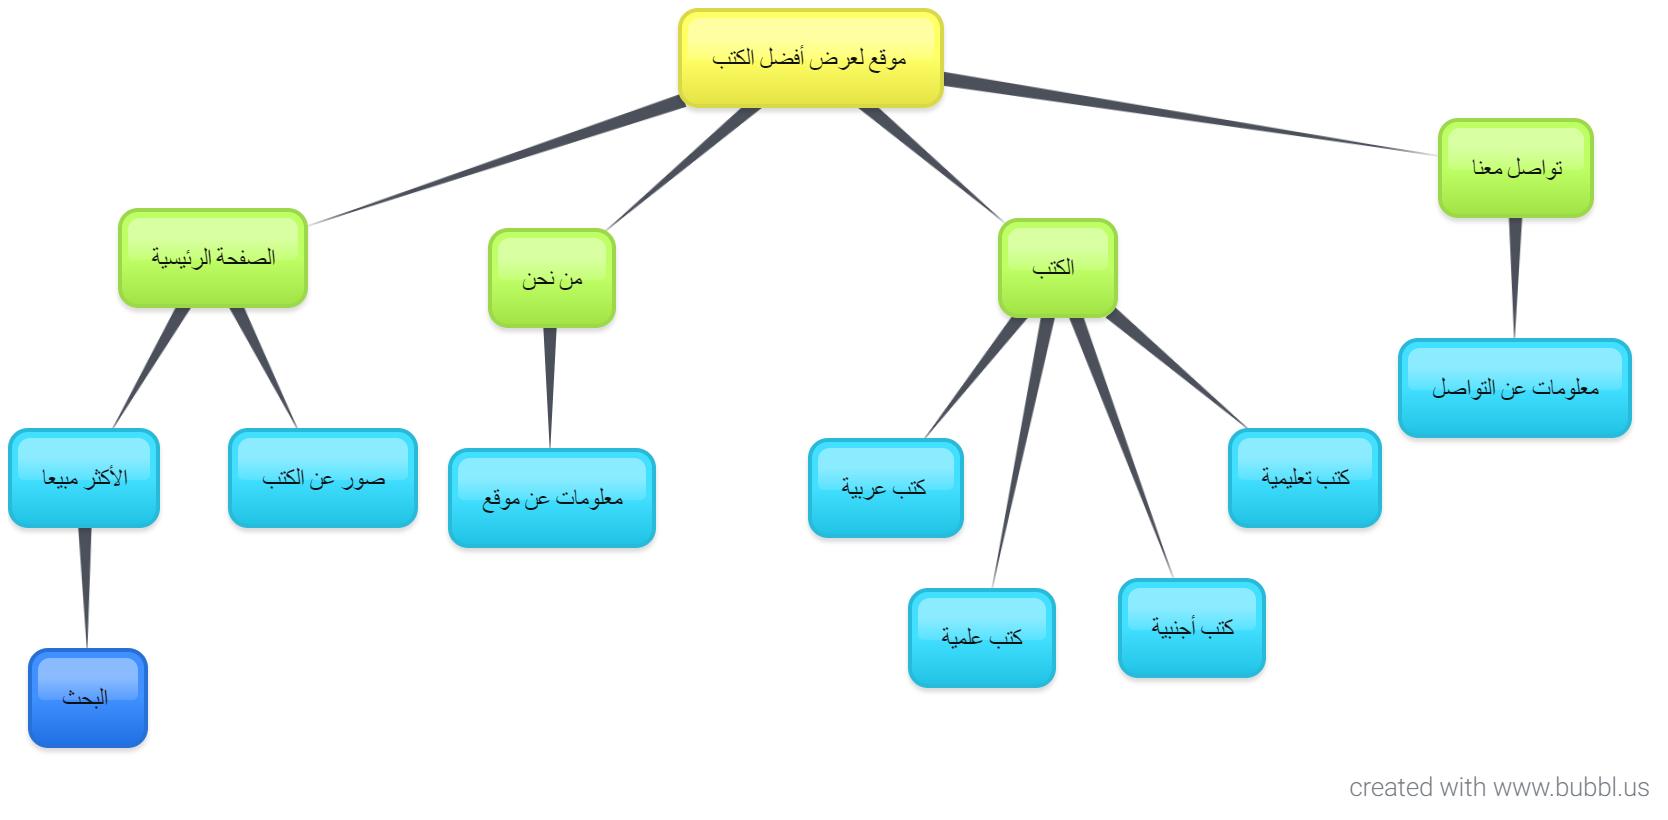 موقع لعرض أفضل الكتب
تواصل معنا
الصفحة الرئيسية
من نحن
الكتب
معلومات عن التواصل
الأكثر مبيعا
صور عن الكتب
معلومات عن موقع
كتب عربية
كتب تعليمية
كتب علمية
كتب أجنبية
البحث
created with www.bubbl.us